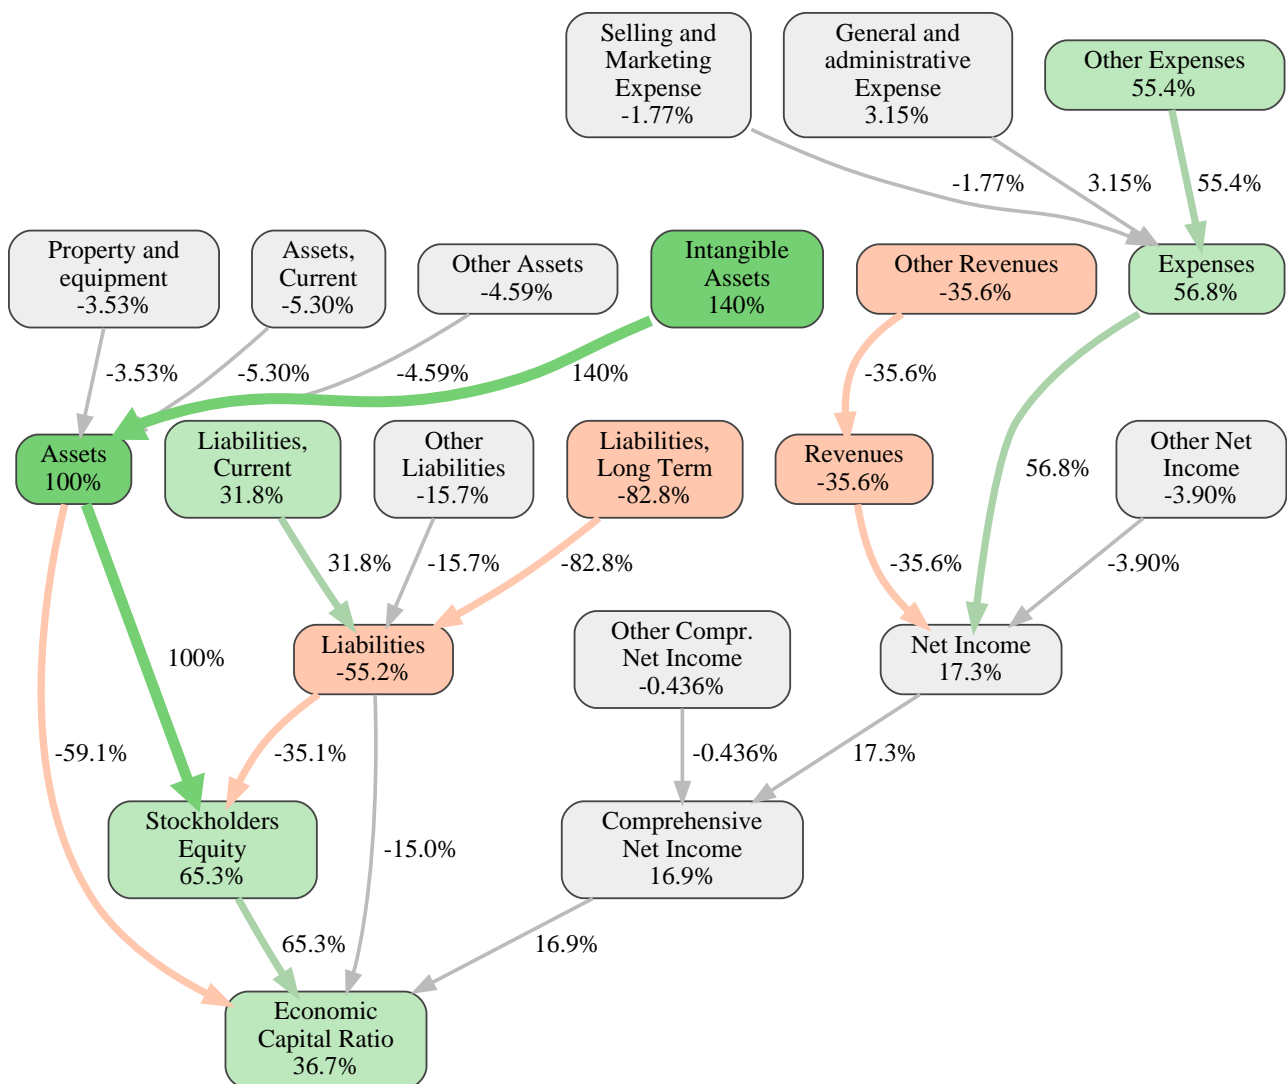 Selling and
Marketing
Expense
-1.77%
General and
administrative
Expense
3.15%
Other Expenses
55.4%
-1.77%
3.15%
55.4%
Property and
equipment
-3.53%
Assets,
Current
-5.30%
Other Assets
-4.59%
Intangible
Assets
140%
Other Revenues
-35.6%
Expenses
56.8%
-3.53%
-5.30%
-4.59%
140%
-35.6%
Assets
100%
Liabilities,
Current
31.8%
Other
Liabilities
-15.7%
Liabilities,
Long Term
-82.8%
Revenues
-35.6%
56.8%
Other Net
Income
-3.90%
31.8%
-15.7%
-82.8%
-35.6%
-3.90%
100%
Liabilities
-55.2%
Other Compr.
Net Income
-0.436%
Net Income
17.3%
-59.1%
-35.1%
-0.436%
17.3%
Stockholders
Equity
65.3%
-15.0%
Comprehensive
Net Income
16.9%
65.3%
16.9%
Economic
Capital Ratio
36.7%